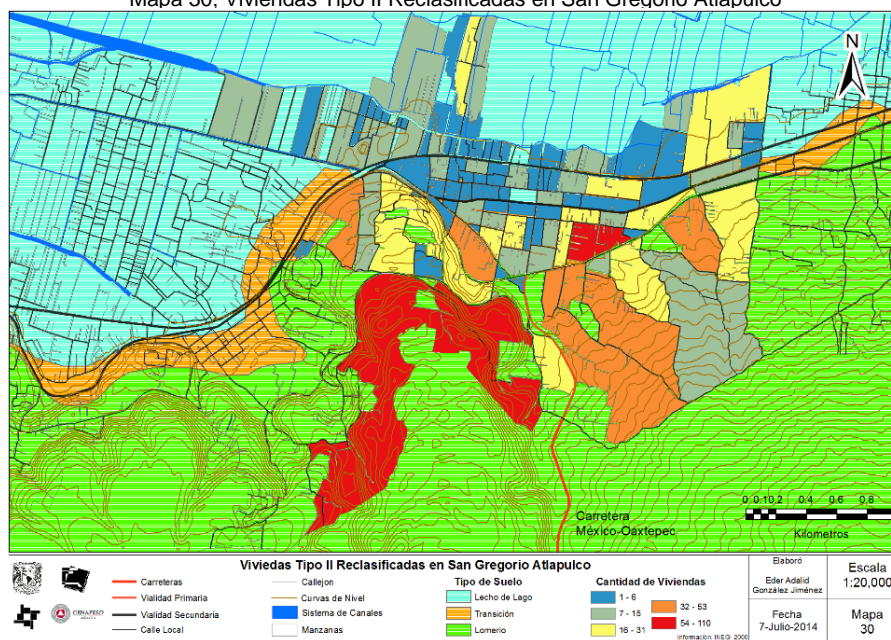 Mapa 30, Viviendas Tipo II Reclasificadas en San Gregorio Atlapulco
N
Carretera
México-Oaxtepec
0 0.1 0.2 0.4 0.6 0.8
Kilometros
Viviedas Tipo II Reclasificadas en San Gregorio Atlapulco
Carreteras
Vialidad Primaria
Vialidad Secundaria
Calle Local
Callejon
Curvas de Nivel
Sistema de Canales
Manzanas
Tipo de Suelo
Lecho de Lago
Transición
Lomerio
Cantidad de Viviendas
1 - 6
7 - 15
16 - 31
32 - 53
54 - 110
Información: INEGI 2000
Elaboró
Eder Adalid
González Jiménez
Fecha
7-Julio-2014
Escala
1:20,000
Mapa
30
CENAPRED